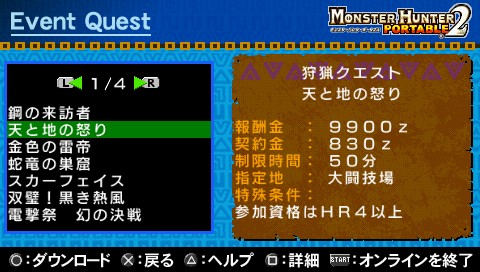 Event Quest
MONSTER HUNTER
PORTABLE 2
L 1/4 R
鋼の来訪者
天と地の怒り
金色の雷帝
蛇竜の巣窟
スカーフェイス
双璧！黒き熱風
電撃祭　幻の決戦
狩猟クエスト
天と地の怒り
報酬金　：　９９００ｚ
契約金　：　８３０ｚ
制限時間：　５０分
指定地　：　大闘技場
特殊条件：
参加資格はＨＲ４以上
○:ダウンロード　×:戻る　△:ヘルプ　□:詳細　START:オンラインを終了